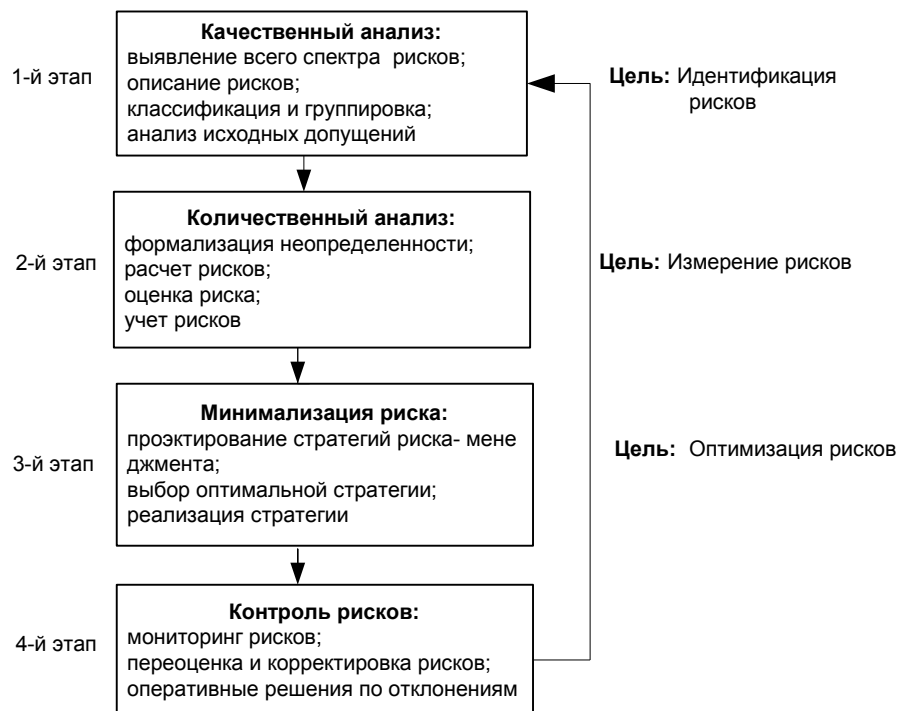 Качественный анализ:
выявление всего спектра рисков;
1-й этап
описание рисков;
классификация и группировка;
анализ исходных допущений
Цель: Идентификация
рисков
Количественный анализ:
формализация неопределенности;
2-й этап
расчет рисков;
оценка риска;
учет рисков
Цель: Измерение рисков
Минимализация риска:
проэктирование стратегий риска- мене
джмента;
3-й этап
выбор оптимальной стратегии;
реализация стратегии
Цель: Оптимизация рисков
Контроль рисков:
мониторинг рисков;
4-й этап
переоценка и корректировка рисков;
оперативные решения по отклонениям